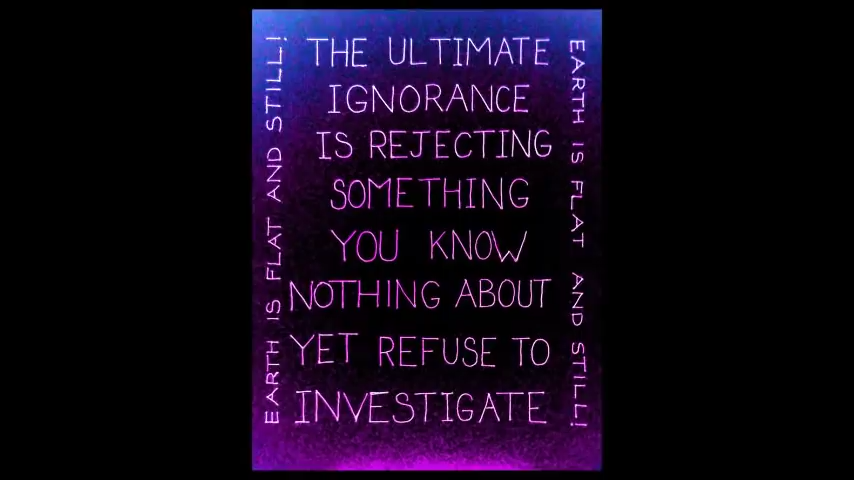 EARTH IS FLAT AND STILL!
THE ULTIMATE
IGNORANCE
IS REJECTING
SOMETHING
YOU KNOW
NOTHING ABOUT
YET REFUSE TO
INVESTIGATE
EARTH IS FLAT AND STILL!